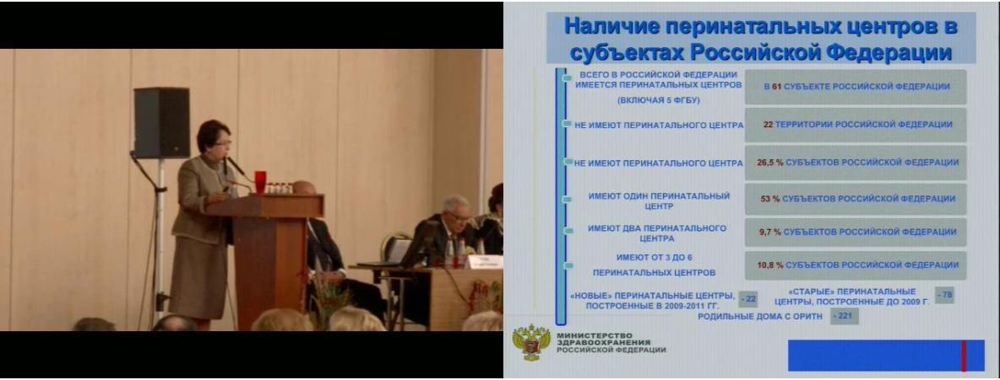 Наличие перинатальных центров в
субъектах Российской Федерации
ВСЕГО В РОССИЙСКОЙ ФЕДЕРАЦИИ
ИМЕЕТСЯ ПЕРИНАТАЛЬНЫХ ЦЕНТРОВ
(ВКЛЮЧАЯ 5 ФГБУ)
В 61 СУБЪЕКТЕ РОССИЙСКОЙ ФЕДЕРАЦИИ
НЕ ИМЕЮТ ПЕРИНАТАЛЬНОГО ЦЕНТРА
22 ТЕРРИТОРИИ РОССИЙСКОЙ ФЕДЕРАЦИИ
НЕ ИМЕЮТ ПЕРИНАТАЛЬНОГО ЦЕНТРА
26,5 % СУБЪЕКТОВ РОССИЙСКОЙ ФЕДЕРАЦИИ
ИМЕЮТ ОДИН ПЕРИНАТАЛЬНЫЙ
ЦЕНТР
53 % СУБЪЕКТОВ РОССИЙСКОЙ ФЕДЕРАЦИИ
ИМЕЮТ ДВА ПЕРИНАТАЛЬНОГО
ЦЕНТРА
9,7 % СУБЪЕКТОВ РОССИЙСКОЙ ФЕДЕРАЦИИ
ИМЕЮТ ОТ 3 ДО 6
ПЕРИНАТАЛЬНЫХ ЦЕНТРОВ
10,8 % СУБЪЕКТОВ РОССИЙСКОЙ ФЕДЕРАЦИИ
«НОВЫЕ» ПЕРИНАТАЛЬНЫЕ ЦЕНТРЫ,
ПОСТРОЕННЫЕ В 2009-2011 ГГ.
- 22
«СТАРЫЕ» ПЕРИНАТАЛЬНЫЕ
ЦЕНТРЫ, ПОСТРОЕННЫЕ ДО 2009 Г.
- 78
РОДИЛЬНЫЕ ДОМА С ОРИТН
- 221
МИНИСТЕРСТВО
ЗДРАВООХРАНЕНИЯ
РОССИЙСКОЙ ФЕДЕРАЦИИ